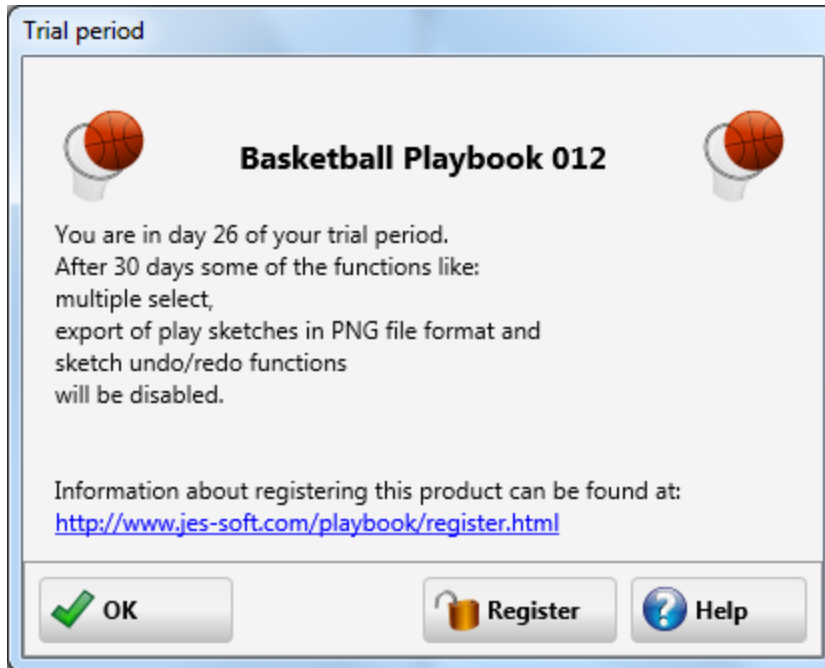 Trial period
Basketball Playbook 012
You are in day 26 of your trial period.
After 30 days some of the functions like:
multiple select,
export of play sketches in PNG file format and
sketch undo/redo functions
will be disabled.
Information about registering this product can be found at:
http://www.jes-soft.com/playbook/register.html
OK
Register
Help